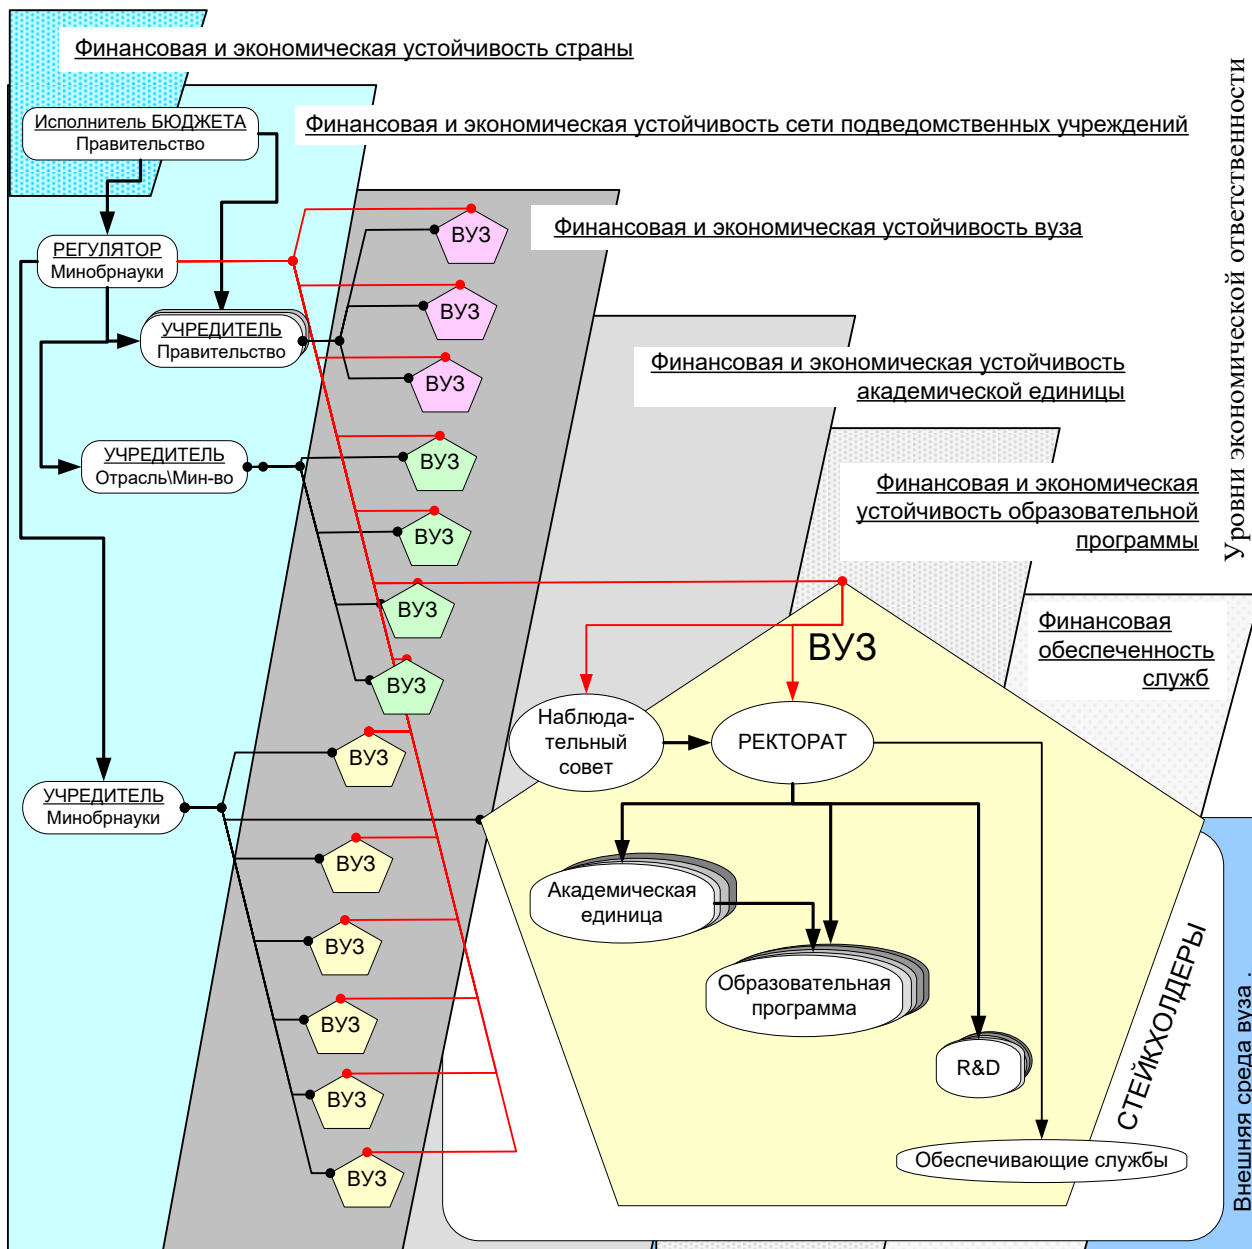 Финансовая и экономическая устойчивость страны
Исполнитель БЮДЖЕТА
Правительство
Финансовая и экономическая устойчивость сети подведомственных учреждений
Уровни экономической ответственности
РЕГУЛЯТОР
Минобрнауки
ВУЗ
Финансовая и экономическая устойчивость вуза
ВУЗ
УЧРЕДИТЕЛЬ
Правительство
ВУЗ
Финансовая и экономическая устойчивость
академической единицы
УЧРЕДИТЕЛЬ
Отрасль\Мин-во
ВУЗ
Финансовая и экономическая
устойчивость образовательной
программы
ВУЗ
ВУЗ
ВУЗ
ВУЗ
Финансовая
обеспеченность
служб
Наблюда-
тельный
совет
РЕКТОРАТ
ВУЗ
УЧРЕДИТЕЛЬ
Минобрнауки
ВУЗ
Академическая
единица
ВУЗ
Образовательная
программа
ВУЗ
R&D
ВУЗ
ВУЗ
Обеспечивающие службы
СТЕЙКХОЛДЕРЫ
Внешняя среда вуза .